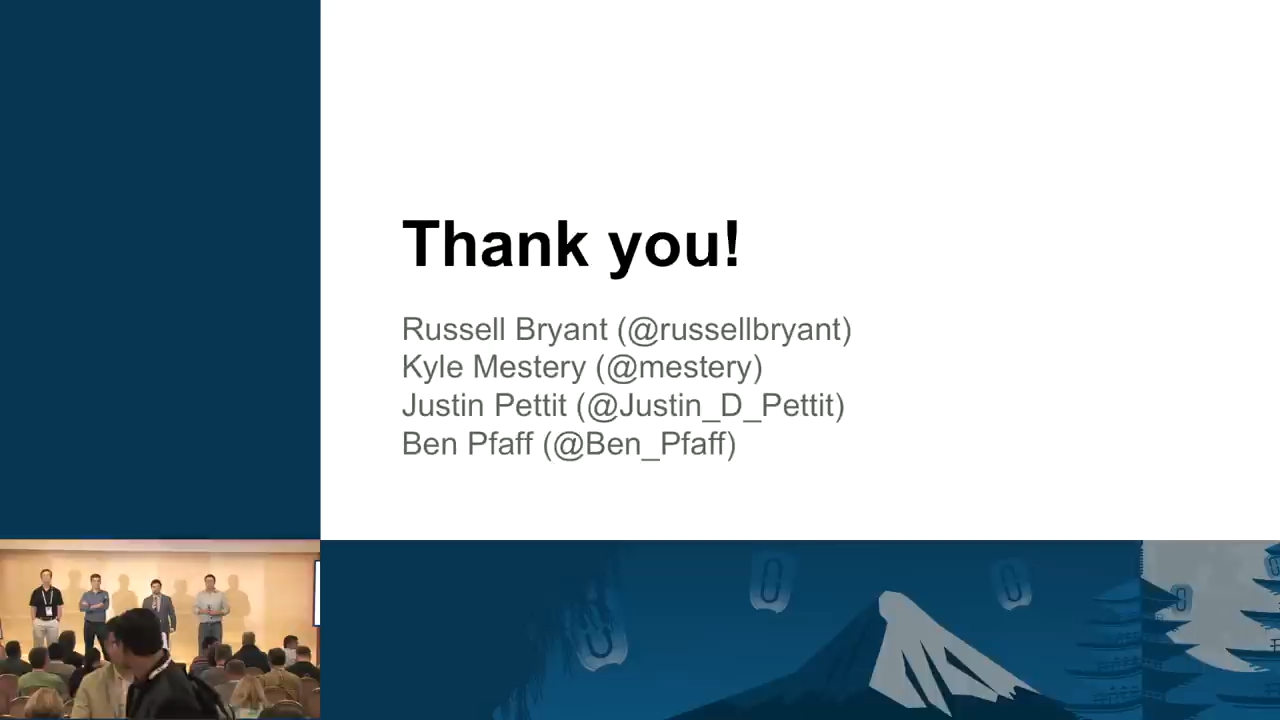 Thank you!
Russell Bryant (@russellbryant)
Kyle Mestery (@mestery)
Justin Pettit (@Justin_D_Pettit)
Ben Pfaff (@Ben_Pfaff)